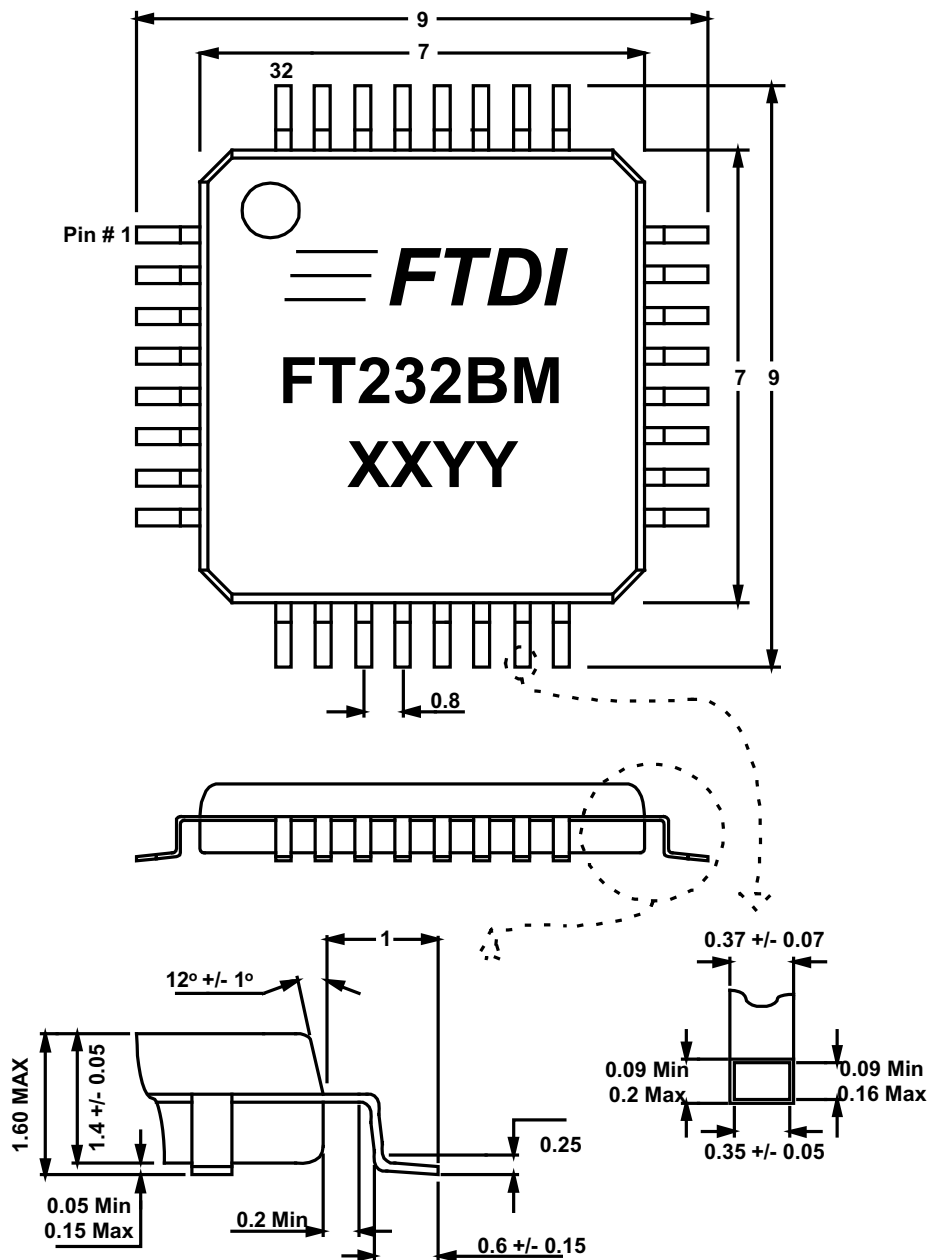 9
7
32
Pin # 1
FTDI
FT232BM
XXYY
7
9
0.8
1
12º +/- 1º
1.60 MAX
1.4 +/- 0.05
0.05 Min
0.15 Max
0.2 Min
0.6 +/- 0.15
0.25
0.37 +/- 0.07
0.09 Min
0.2 Max
0.09 Min
0.16 Max
0.35 +/- 0.05